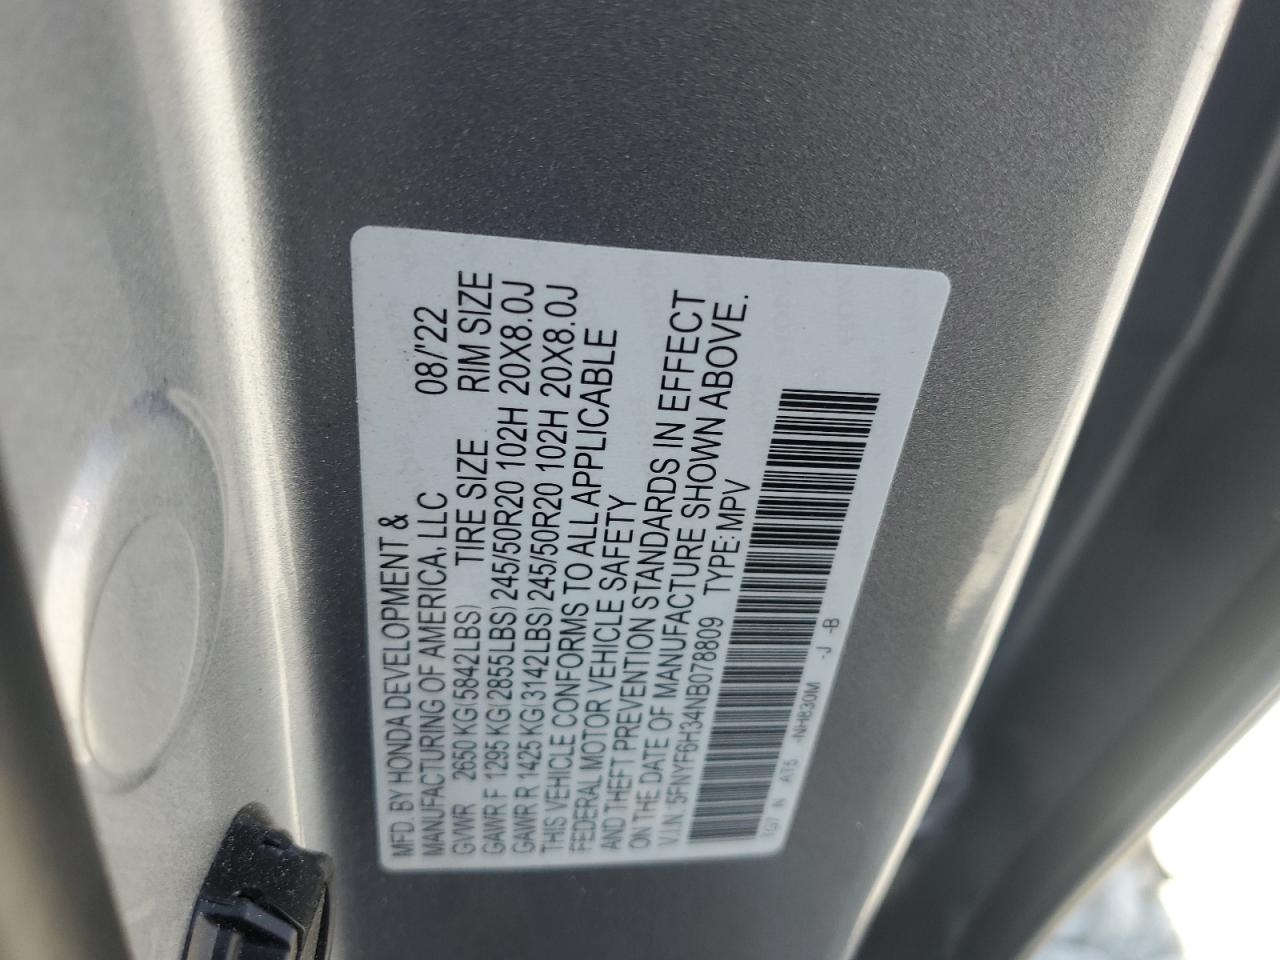 MFD. BY HONDA DEVELOPMENT &
MANUFACTURING OF AMERICA, LLC 08/'22
GVWR 2650 KG(5842LBS) TIRE SIZE RIM SIZE
GAWR F 1295 KG(2855LBS) 245/50R20 102H 20X8.0J
GAWR R 1425 KG(3142LBS) 245/50R20 102H 20X8.0J
THIS VEHICLE CONFORMS TO ALL APPLICABLE
FEDERAL MOTOR VEHICLE SAFETY
AND THEFT PREVENTION STANDARDS IN EFFECT
ON THE DATE OF MANUFACTURE SHOWN ABOVE.
V.I.N. 5FNYF6H34NB078809 TYPE: MPV
TG7 N AT5 -NH830M -J -B